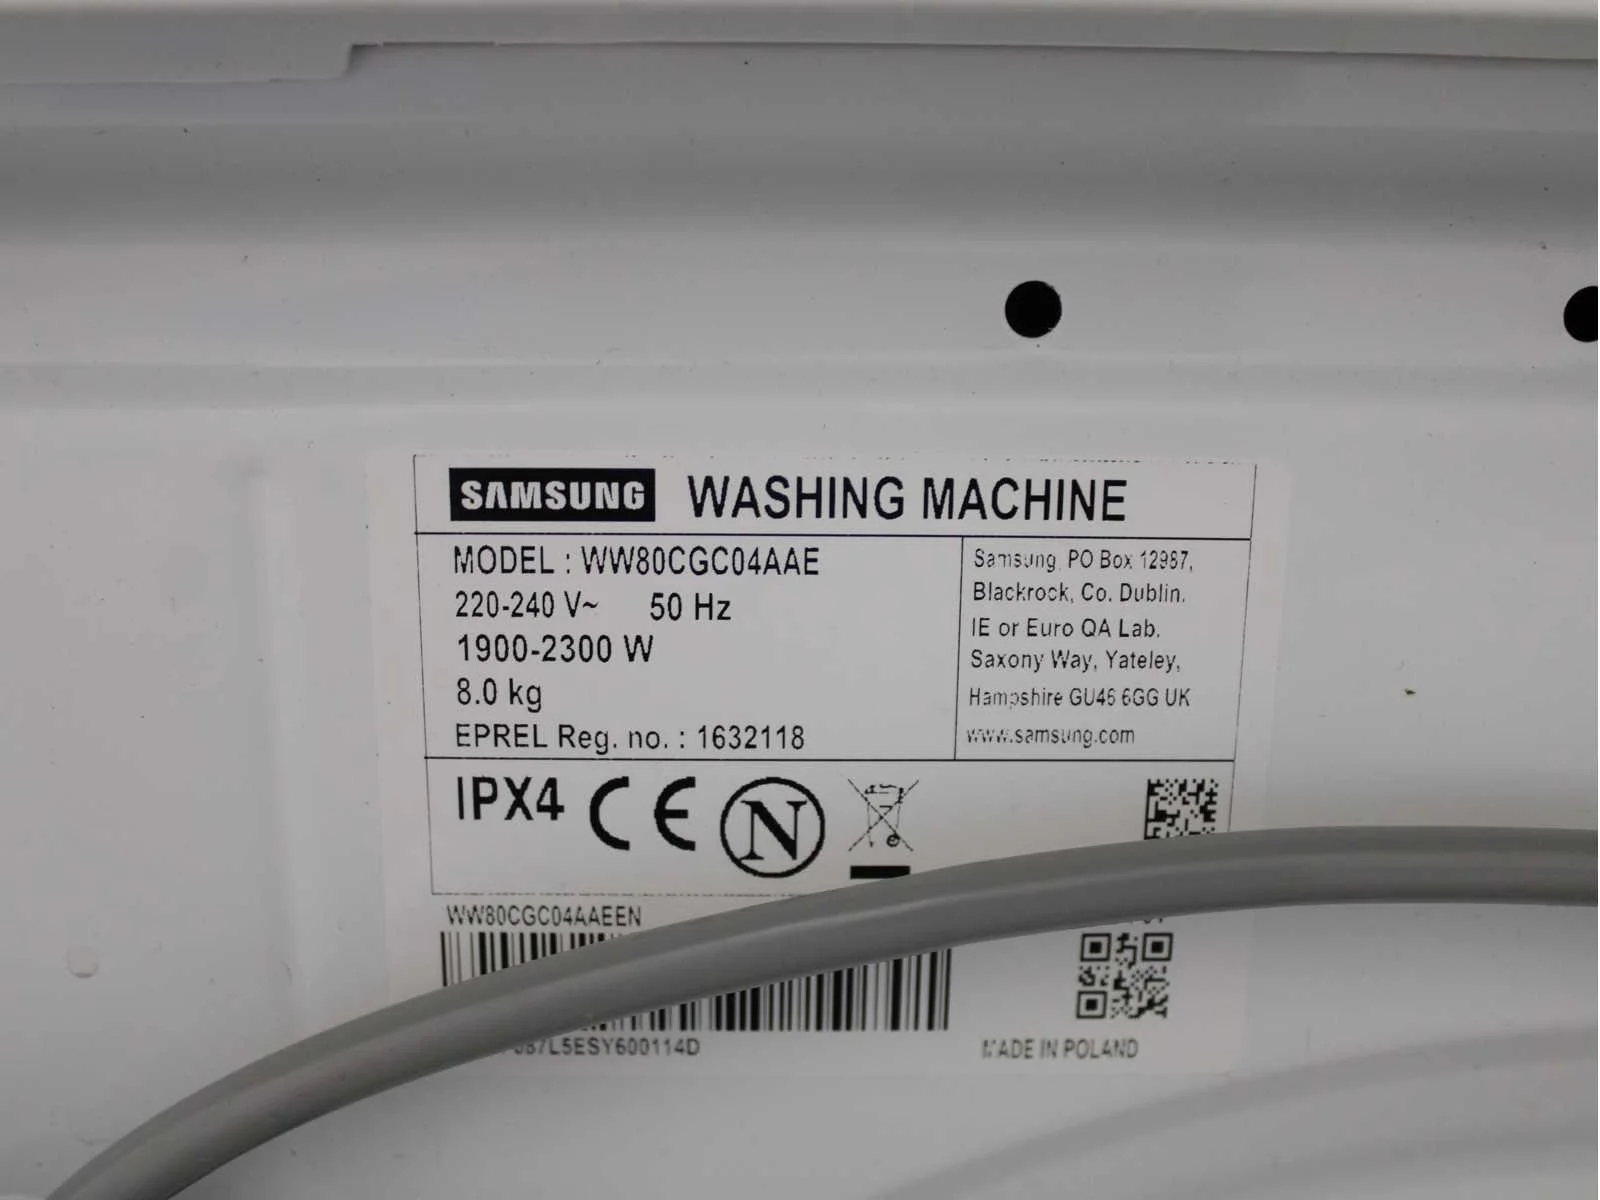 SAMSUNG WASHING MACHINE
MODEL : WW80CGC04AAE
220-240 V~ 50 Hz
1900-2300 W
8.0 kg
EPREL Reg. no. : 1632118
Samsung, PO Box 12987,
Blackrock, Co. Dublin.
IE or Euro QA Lab.
Saxony Way, Yateley,
Hampshire GU46 6GG UK
www.samsung.com
IPX4 CE N
WW80CGC04AAEEN
MADE IN POLAND